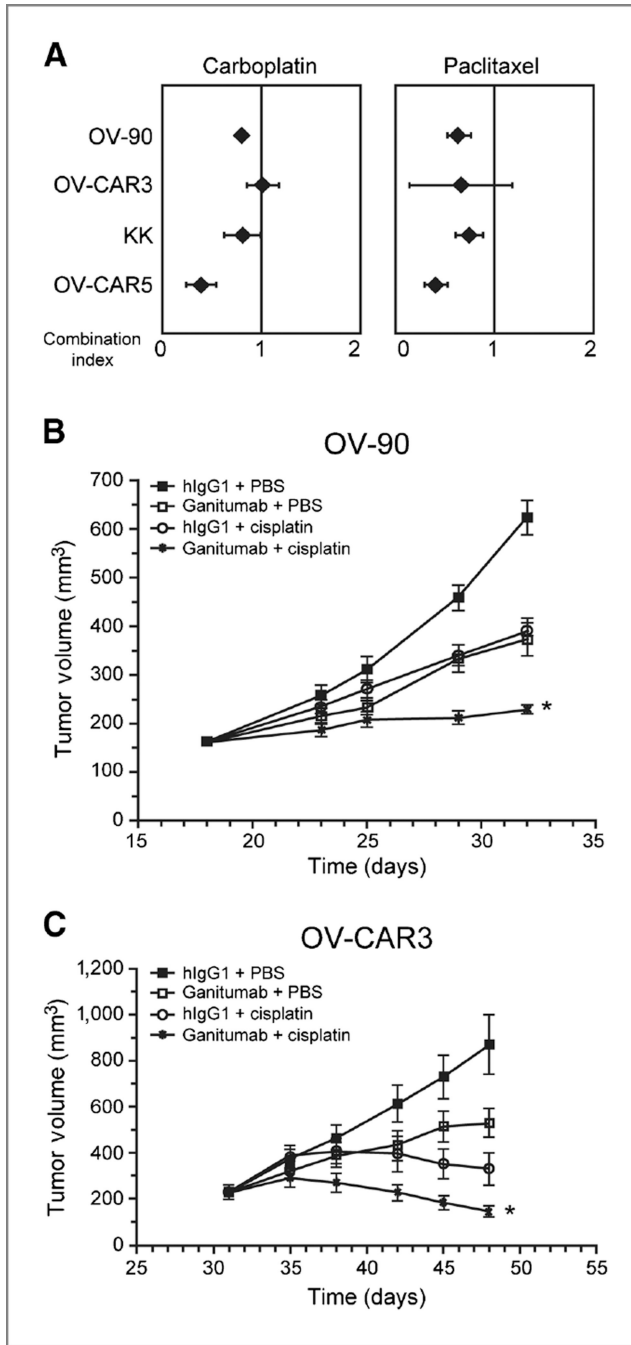 A
Carboplatin Paclitaxel
OV-90
OV-CAR3
KK
OV-CAR5
Combination
index
0 1 2 0 1 2
B
OV-90
700
600
500
400
300
200
100
0
hIgG1 + PBS
Ganitumab + PBS
hIgG1 + cisplatin
Ganitumab + cisplatin
*
Tumor volume (mm³)
15 20 25 30 35
Time (days)
C
OV-CAR3
1,200
1,000
800
600
400
200
0
hIgG1 + PBS
Ganitumab + PBS
hIgG1 + cisplatin
Ganitumab + cisplatin
*
Tumor volume (mm³)
25 30 35 40 45 50 55
Time (days)